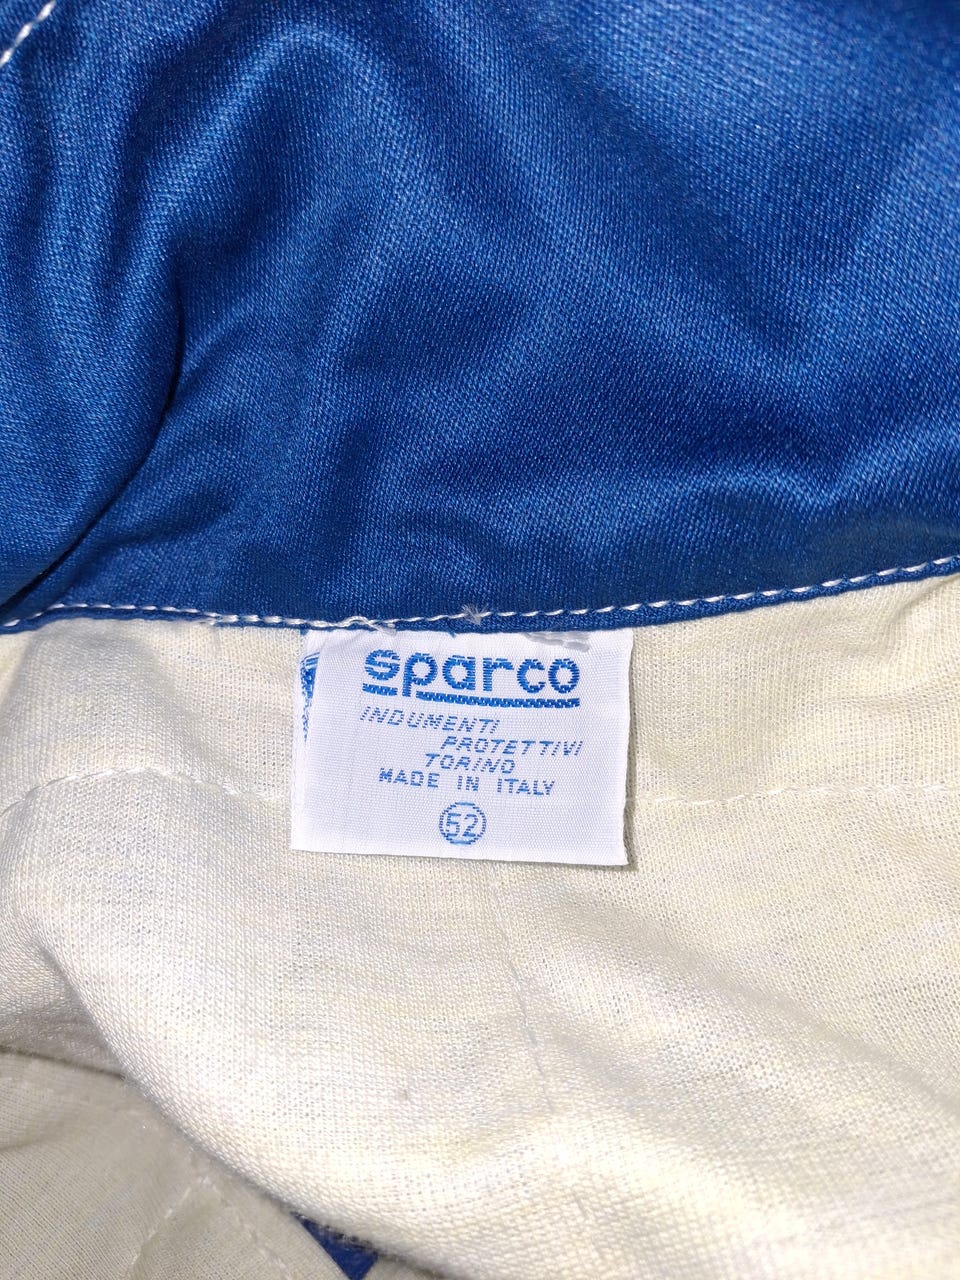 sparco
INDUMENTI
PROTETTIVI
TORINO
MADE IN ITALY
52